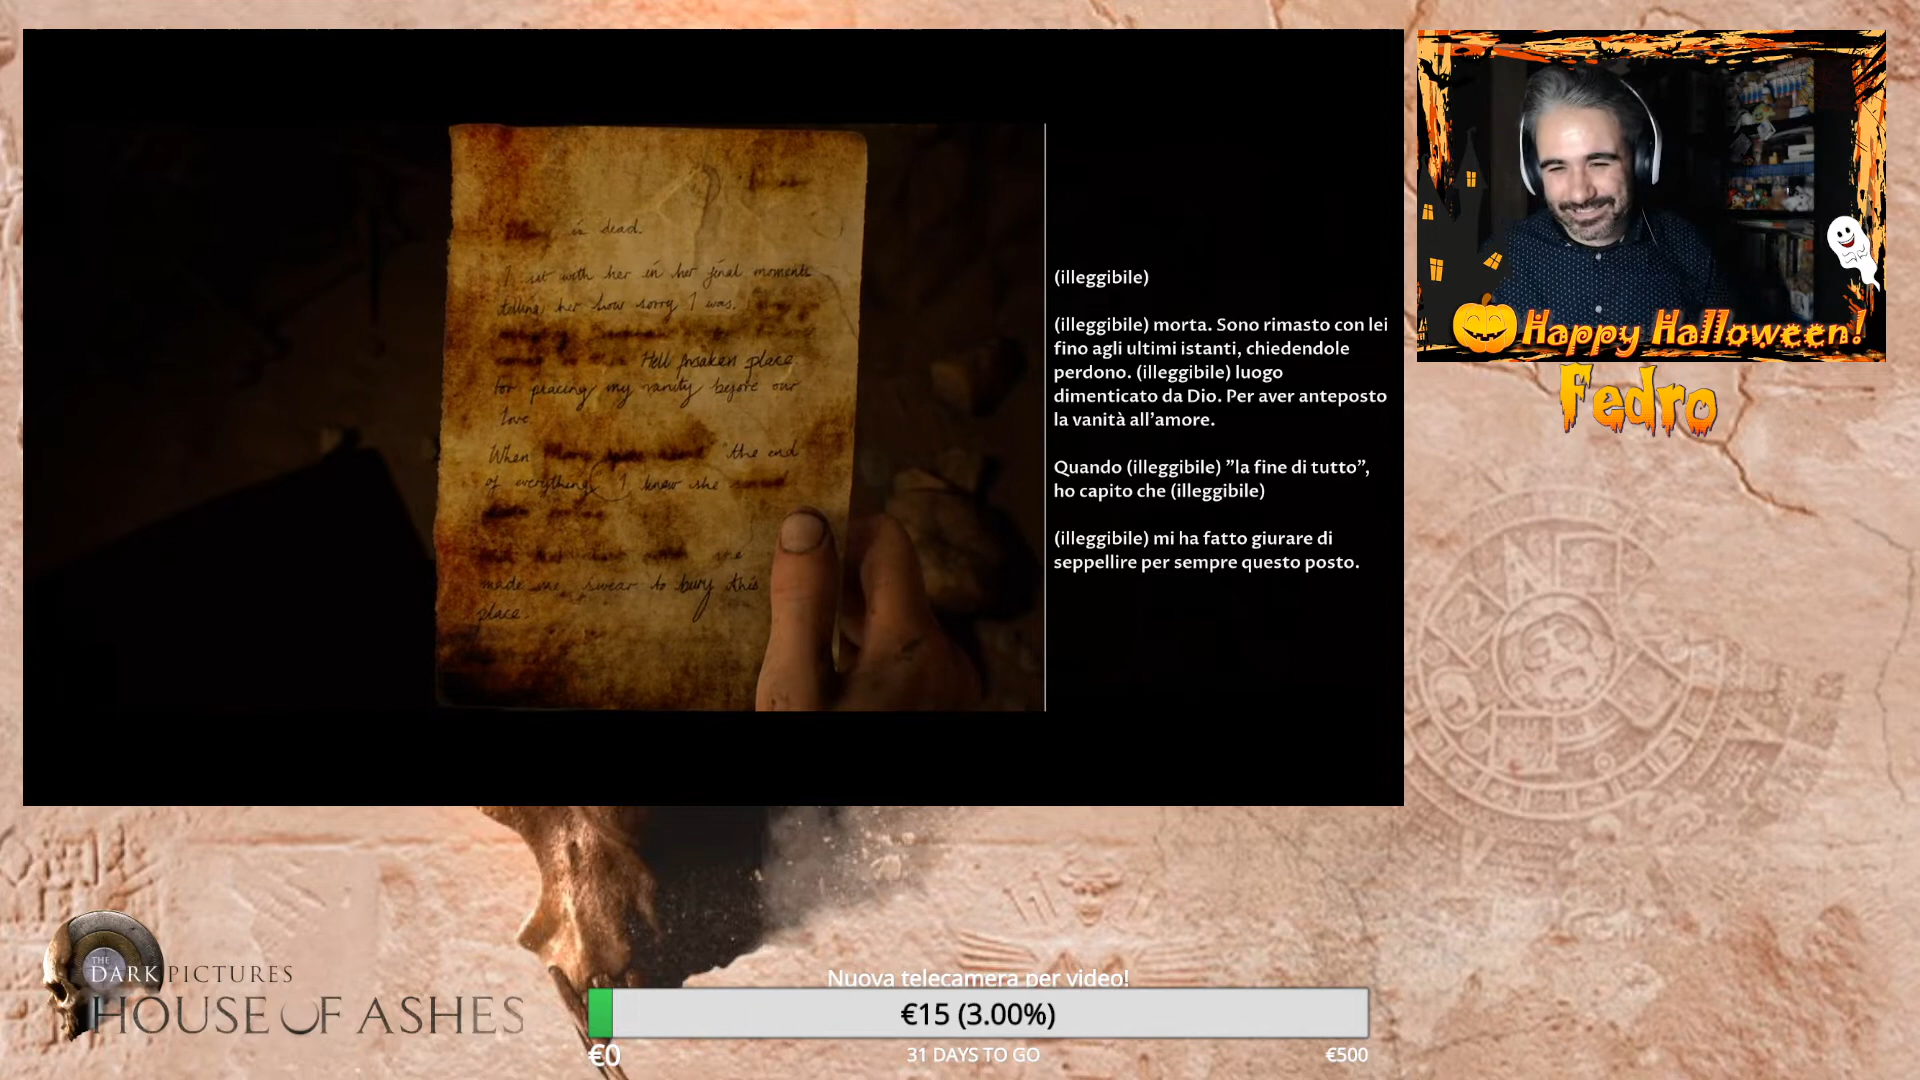 is dead.
I sit with her in her final moments
telling her how sorry I was.
Hell forsaken place.
for placing my vanity before our
love.
When "the end
of everything, I knew she
she
made me swear to bury this
place.
(illeggibile)
(illeggibile) morta. Sono rimasto con lei
fino agli ultimi istanti, chiedendole
perdono. (illeggibile) luogo
dimenticato da Dio. Per aver anteposto
la vanità all'amore.
Quando (illeggibile) ”la fine di tutto”,
ho capito che (illeggibile)
(illeggibile) mi ha fatto giurare di
seppellire per sempre questo posto.
Happy Halloween!
Fedro
THE
DARK PICTURES
HOUSE OF ASHES
Nuova telecamera per video!
€15 (3.00%)
€0
31 DAYS TO GO
€500